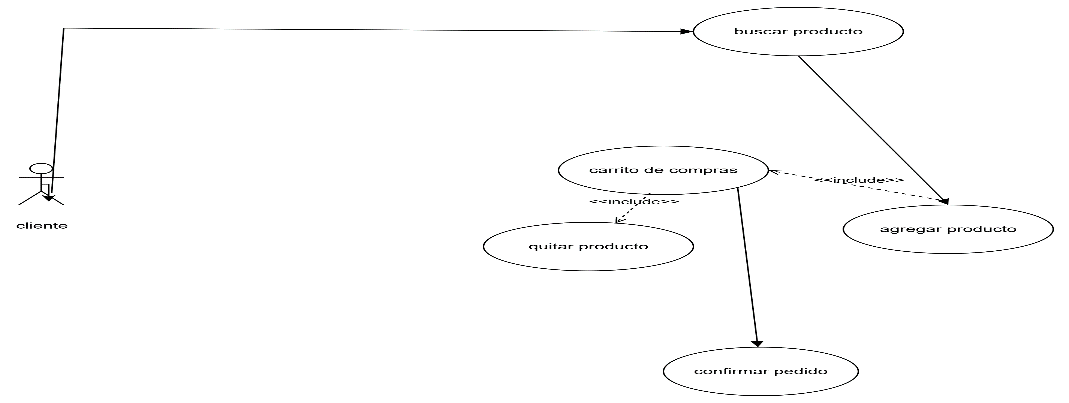 buscar producto
carrito de compras
<<include>>
<<include>>
cliente
agregar producto
quitar producto
confirmar pedido